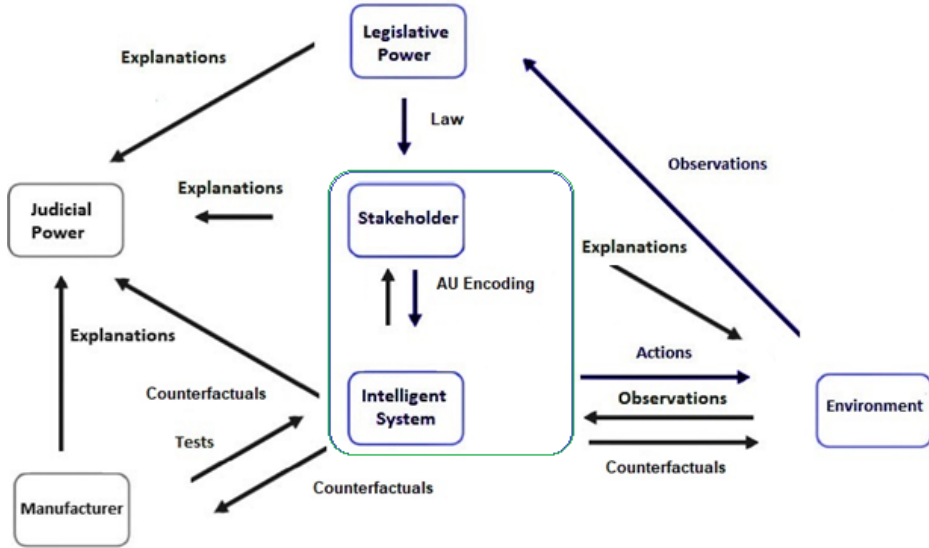 Legislative
Power
Explanations
Law
Observations
Judicial
Power
Explanations
Stakeholder
Explanations
AU Encoding
Explanations
Actions
Counterfactuals
Intelligent
System
Observations
Environment
Tests
Counterfactuals
Counterfactuals
Manufacturer